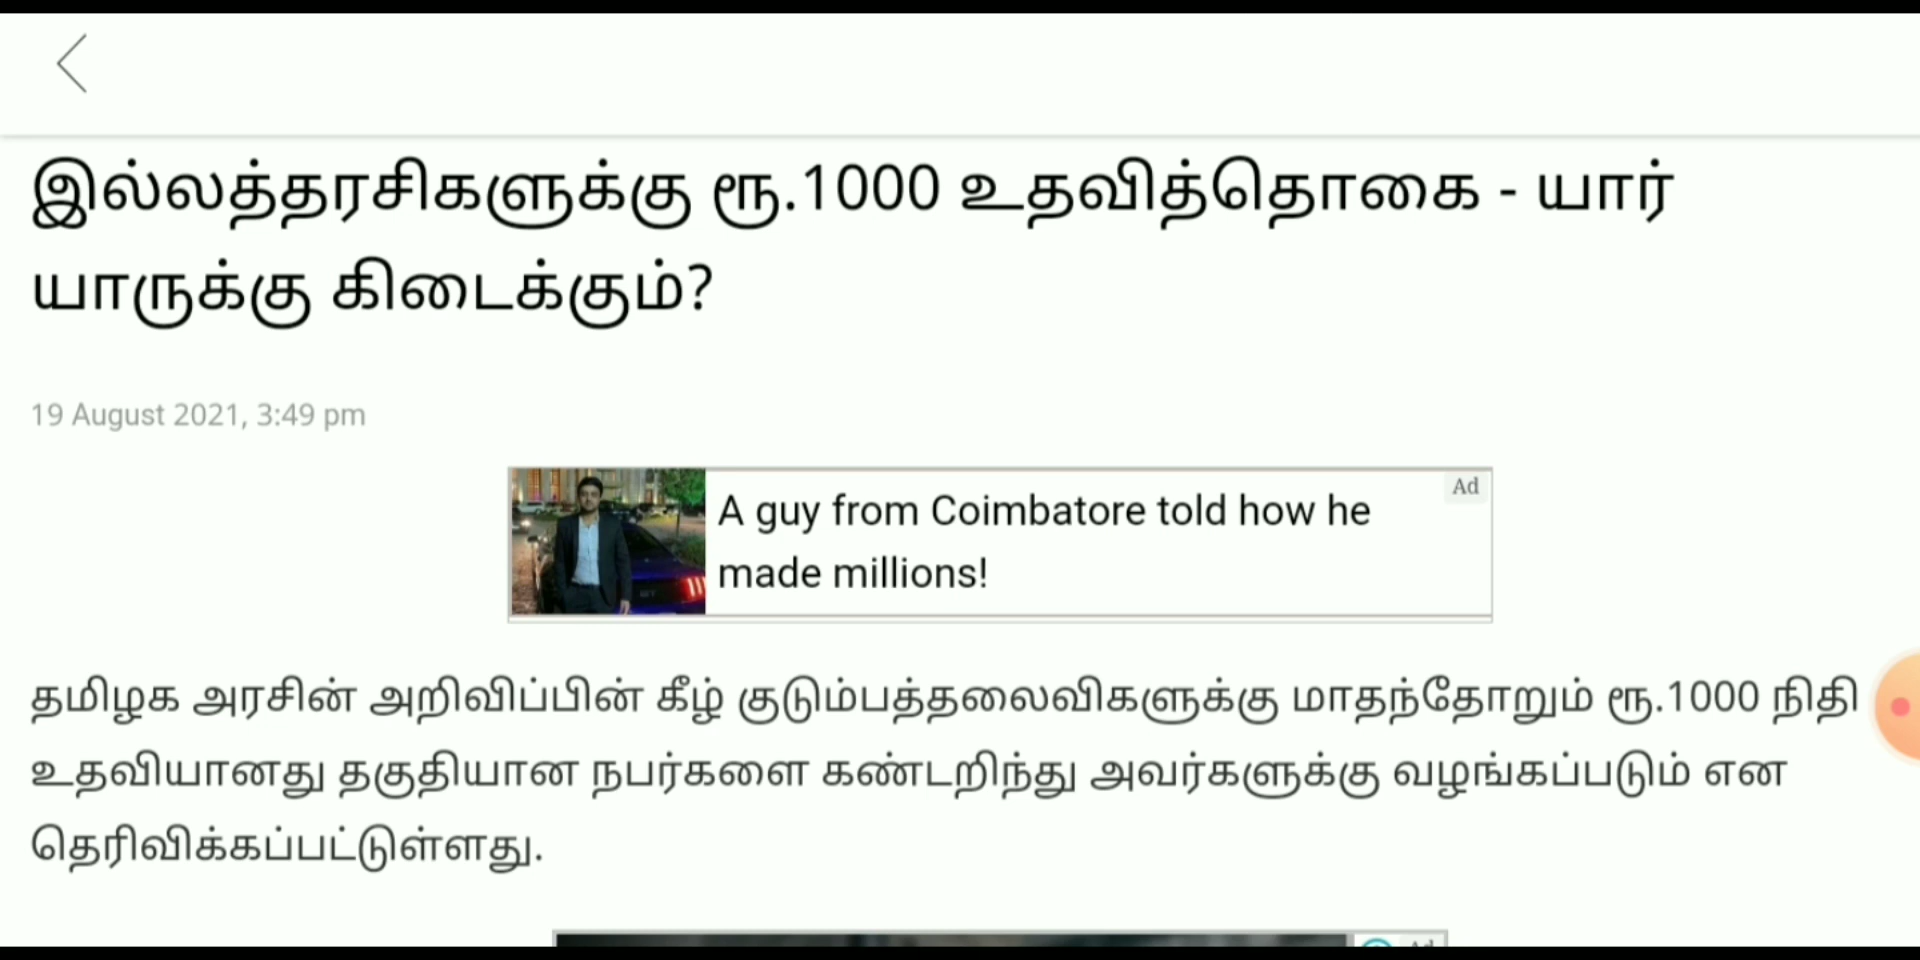 இல்லத்தரசிகளுக்கு ரூ.1000 உதவித்தொகை - யார்
யாருக்கு கிடைக்கும்?
19 August 2021, 3:49 pm
Ad
A guy from Coimbatore told how he
made millions!
தமிழக அரசின் அறிவிப்பின் கீழ் குடும்பத்தலைவிகளுக்கு மாதந்தோறும் ரூ.1000 நிதி
உதவியானது தகுதியான நபர்களை கண்டறிந்து அவர்களுக்கு வழங்கப்படும் என
தெரிவிக்கப்பட்டுள்ளது.
Ad